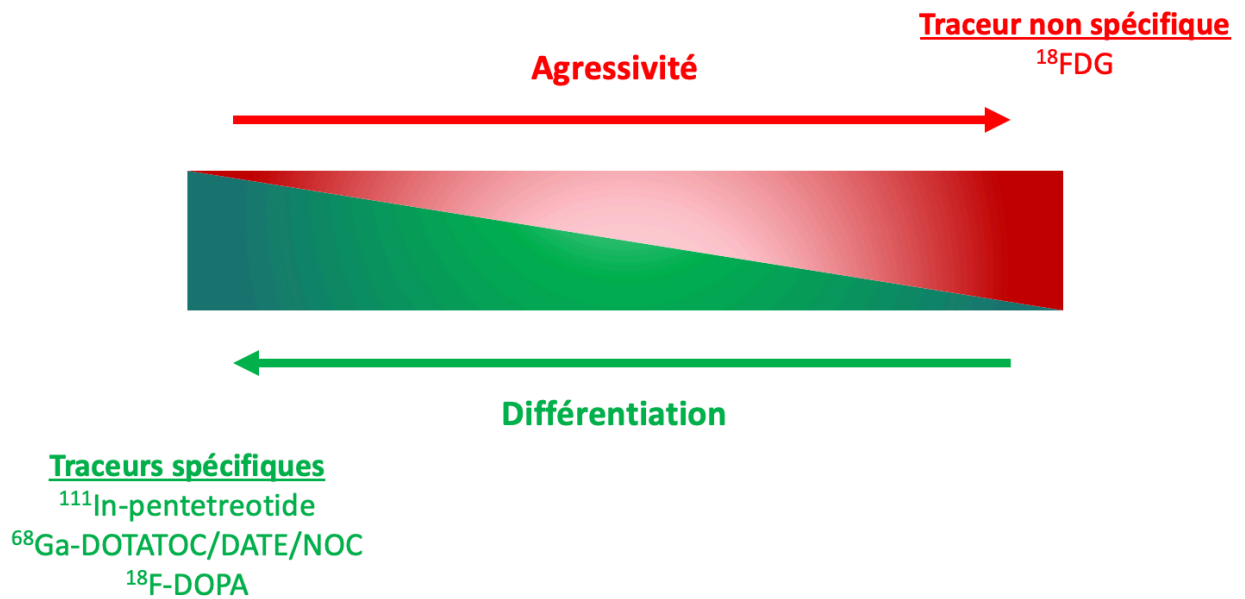 Traceur non spécifique
¹⁸FDG
Agressivité
Différentiation
Traceurs spécifiques
¹¹¹In-pentetreotide
⁶⁸Ga-DOTATOC/DATE/NOC
¹⁸F-DOPA